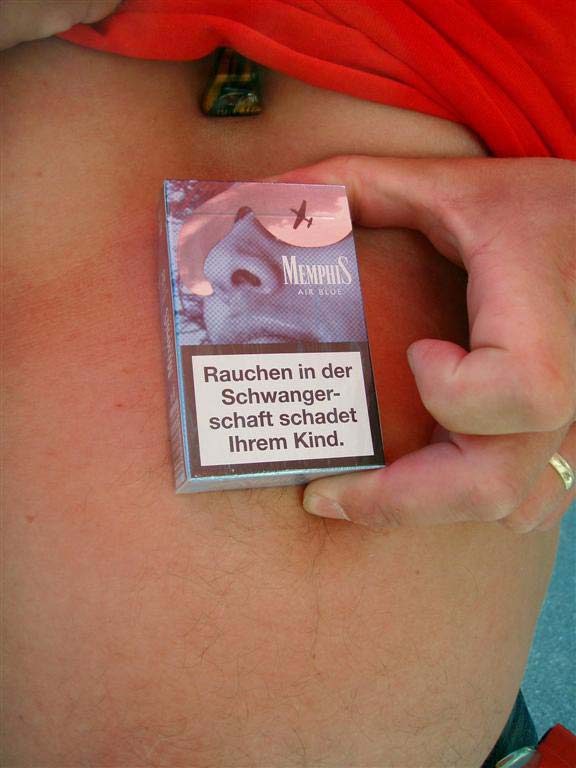 MEMPHIS
AIR BLUE
Rauchen in der
Schwanger-
schaft schadet
Ihrem Kind.